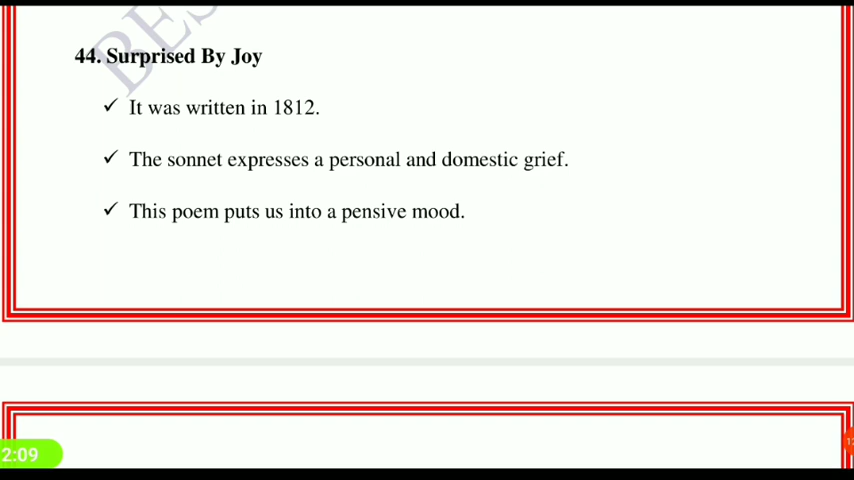 BES
44. Surprised By Joy
✓ It was written in 1812.
✓ The sonnet expresses a personal and domestic grief.
✓ This poem puts us into a pensive mood.
2:09